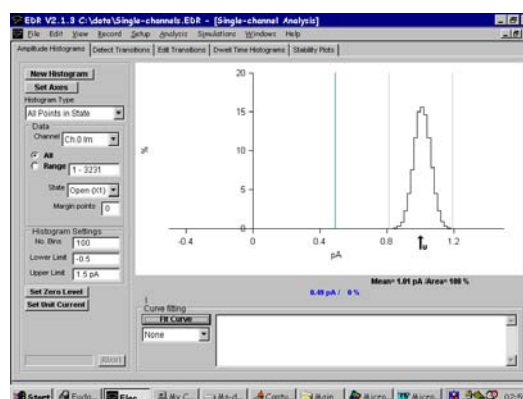 EDR V2.1.3 C:\data\Single-channels.EDR - [Single-channel Analysis]
File Edit View Record Setup Analysis Simulations Windows Help
Amplitude Histograms Detect Transitions Edit Transitions Dwell Time Histograms Stability Plots
New Histogram
Set Axes
Histogram Type
All Points in State
Data
Channel Ch.0 Im
All
Range 1 - 3231
State Open (X1)
Margin points 0
Histogram Settings
No. Bins 100
Lower Limit -0.5
Upper Limit 1.5 pA
Set Zero Level
Set Unit Current
Abort
20
15
%
10
5
0
-0.4 0 0.4 0.8 u 1.2
pA
Mean= 1.01 pA /Area= 100 %
0.49 pA / 0 %
Curve fitting
Fit Curve
None
Start